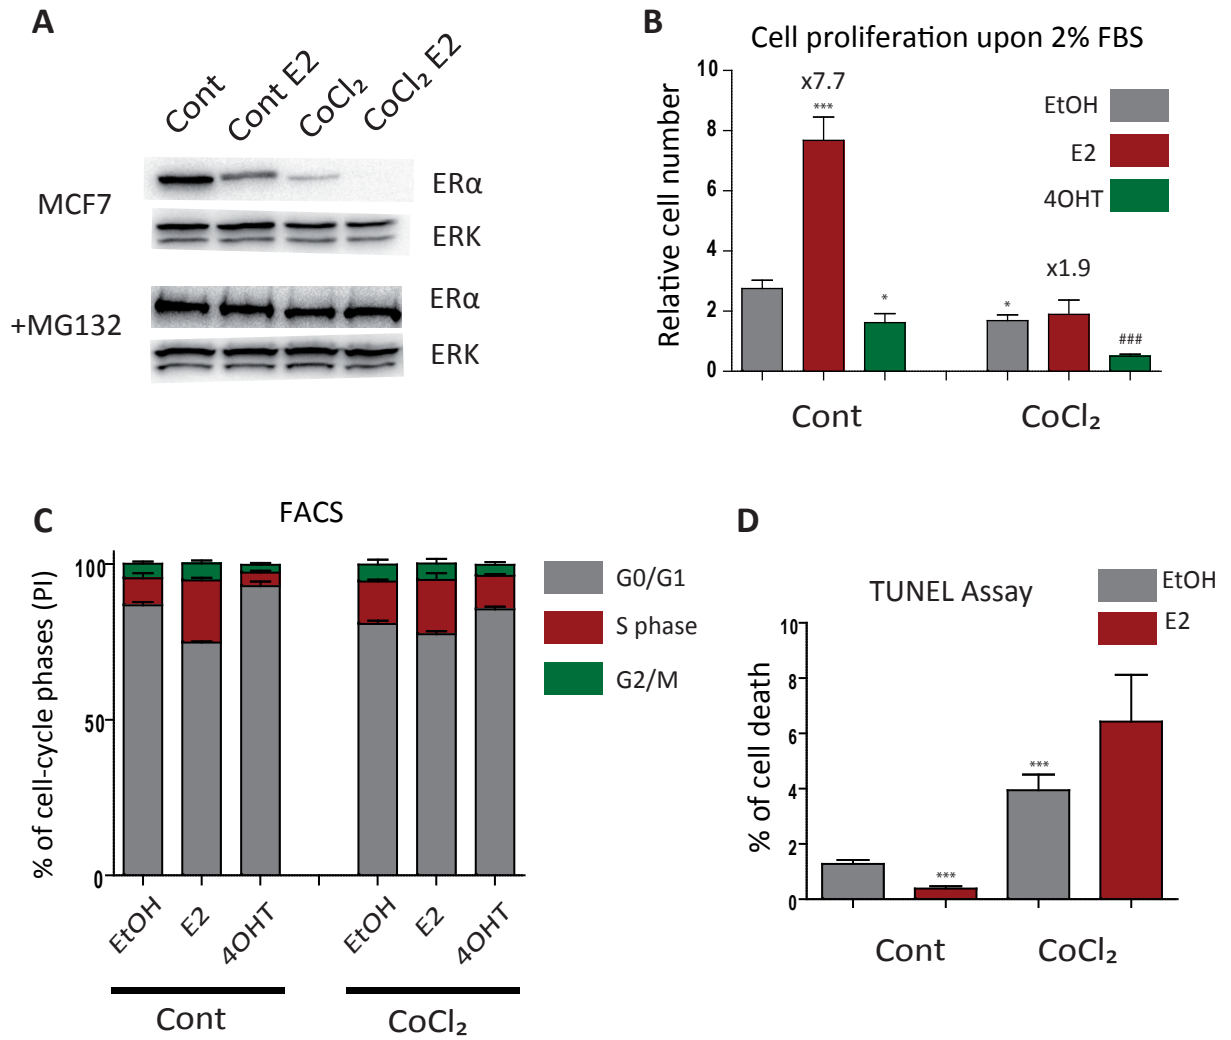 A
Cont
Cont E2
CoCl₂
CoCl₂ E2
MCF7
ERα
ERK
+MG132
ERα
ERK
B
Cell proliferation upon 2% FBS
Relative cell number
10
8
6
4
2
0
x7.7
***
*
*
x1.9
###
EtOH
E2
4OHT
Cont
CoCl₂
C
FACS
% of cell-cycle phases (PI)
100
50
0
G0/G1
S phase
G2/M
EtOH
E2
4OHT
EtOH
E2
4OHT
Cont
CoCl₂
D
TUNEL Assay
EtOH
E2
% of cell death
10
8
6
4
2
0
***
***
Cont
CoCl₂